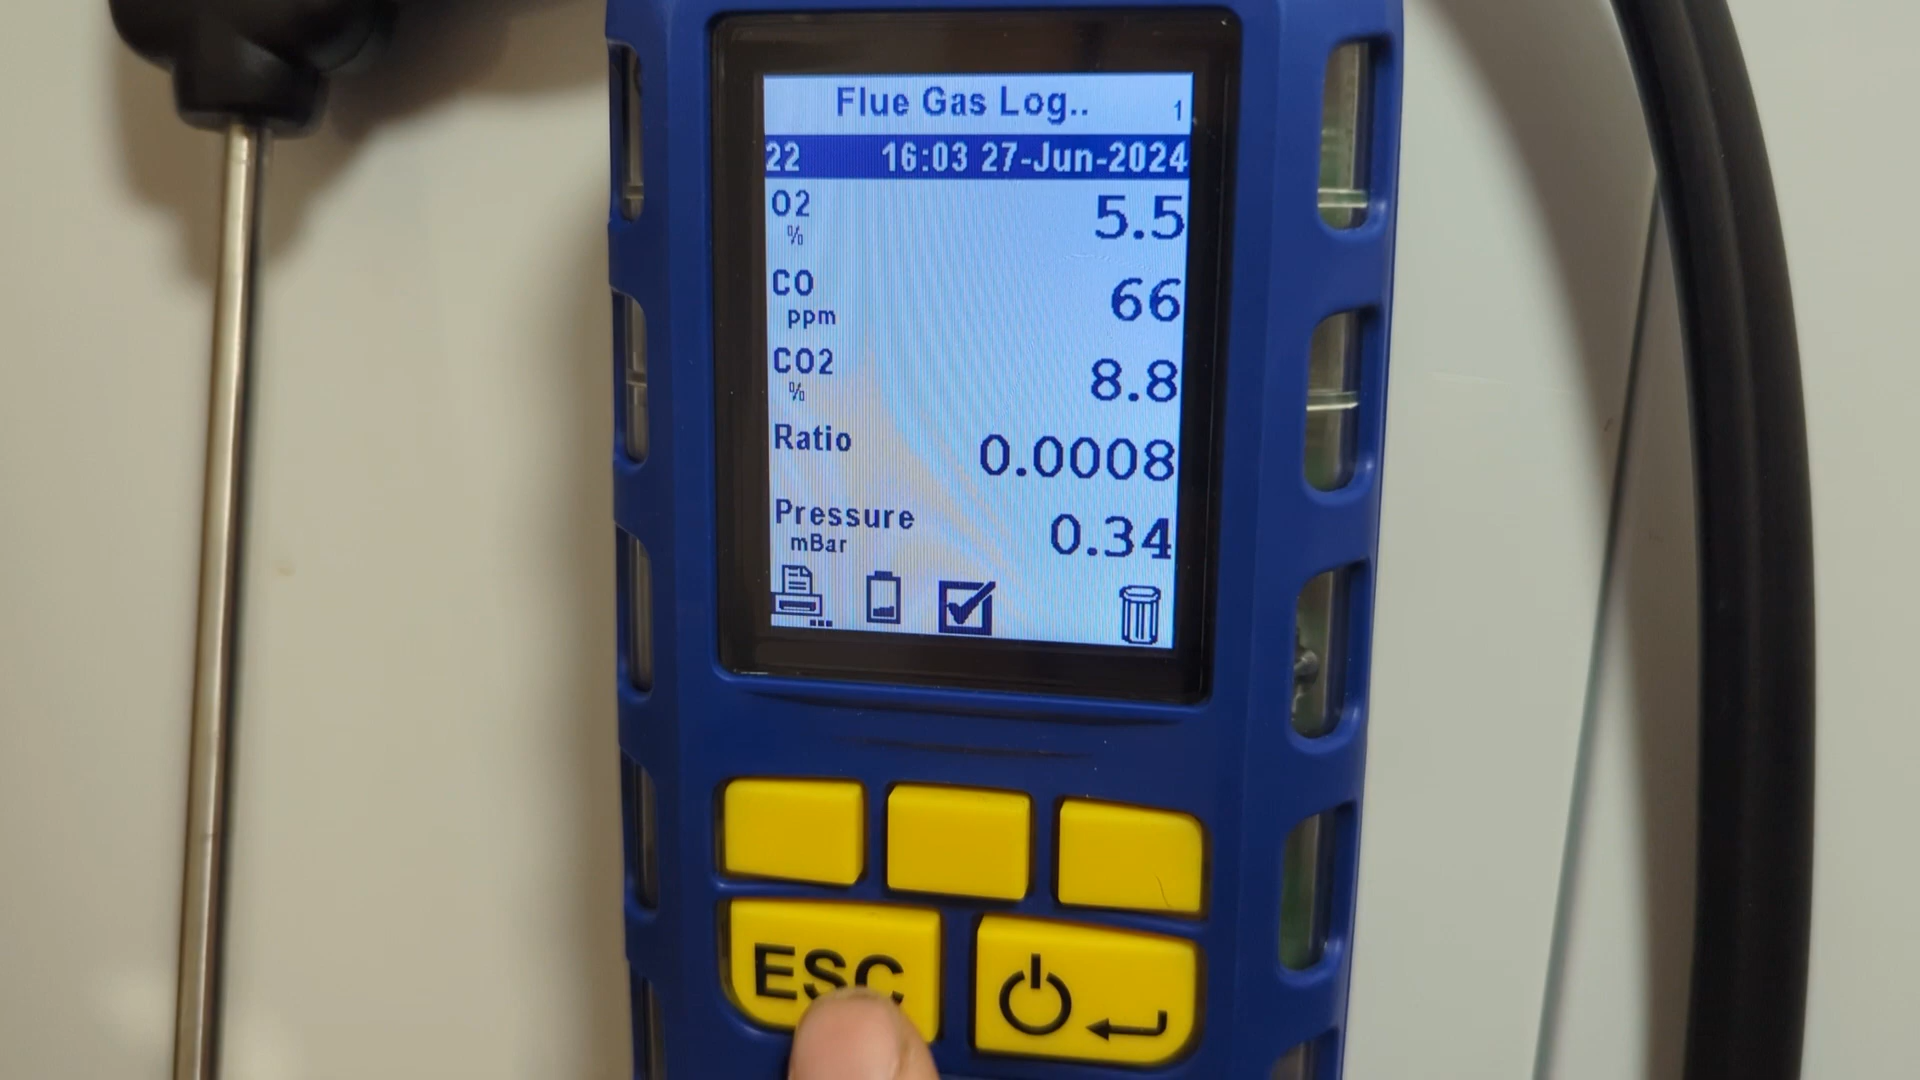 Flue Gas Log.. 1
22 16:03 27-Jun-2024
O2 % 5.5
CO ppm 66
CO2 % 8.8
Ratio 0.0008
Pressure mBar 0.34
ESC